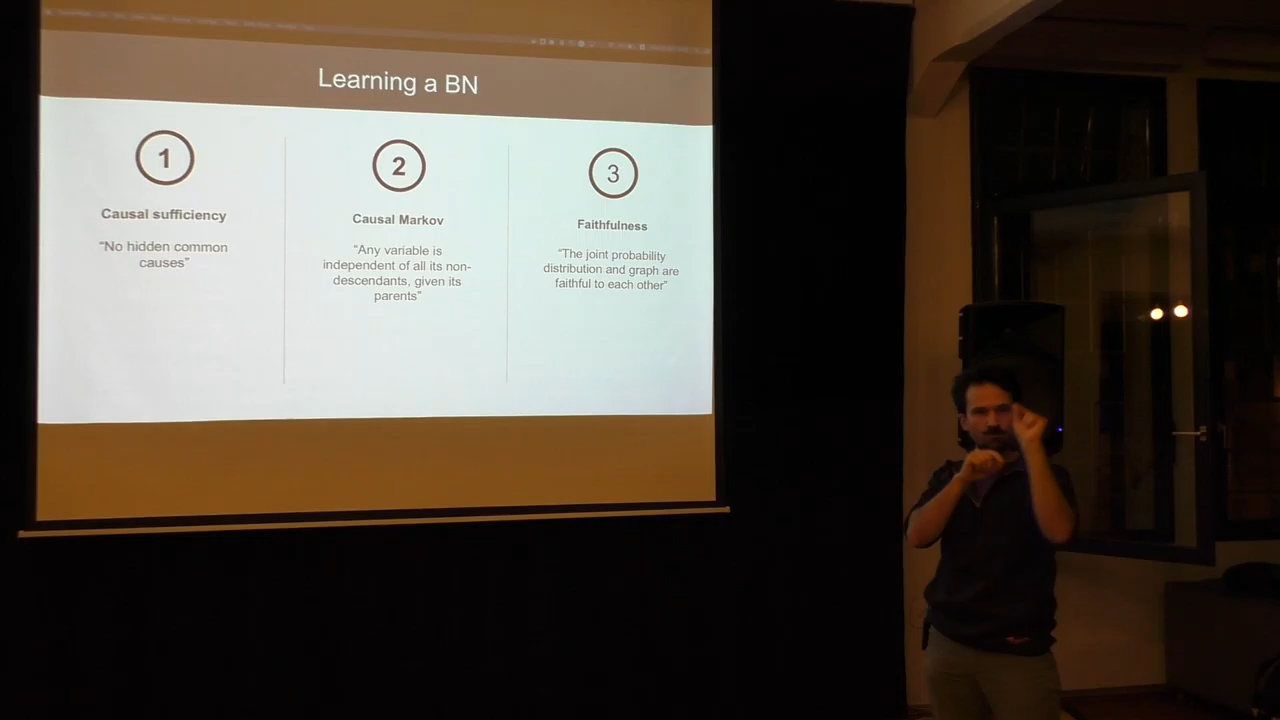 Learning a BN
1
Causal sufficiency
“No hidden common
causes”
2
Causal Markov
“Any variable is
independent of all its non-
descendants, given its
parents”
3
Faithfulness
“The joint probability
distribution and graph are
faithful to each other”